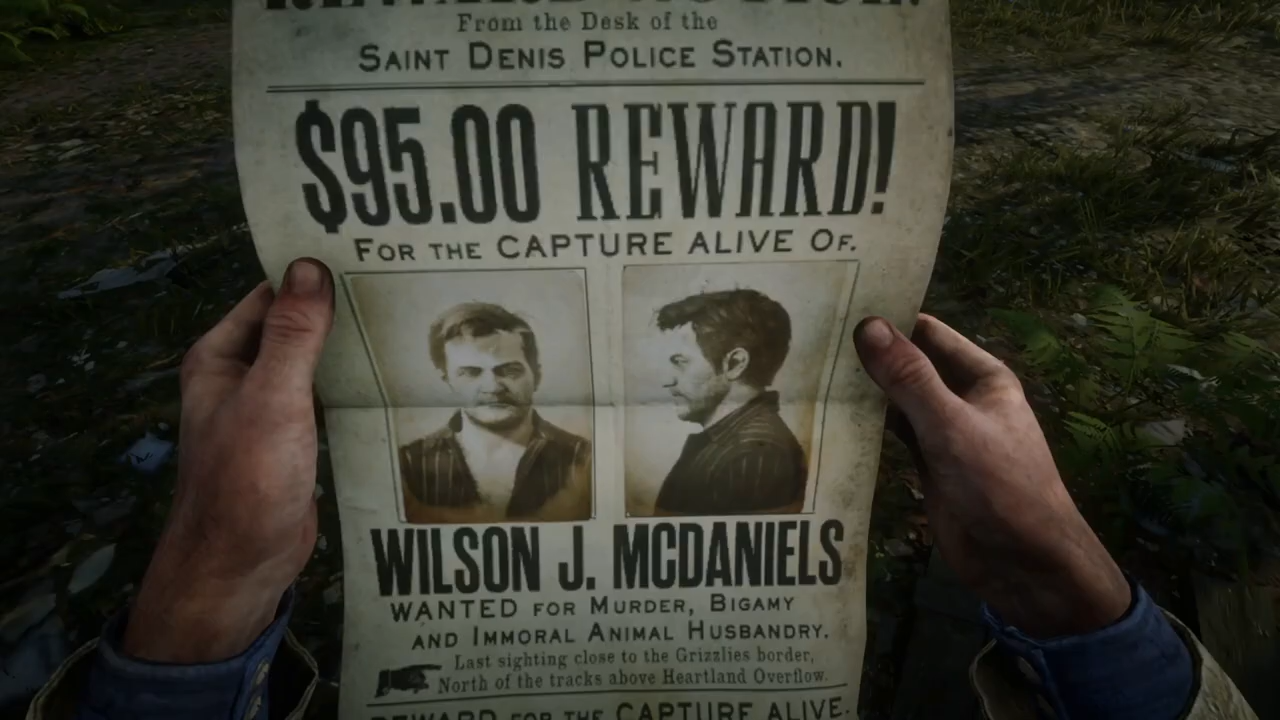 From the Desk of the
SAINT DENIS POLICE STATION.
$95.00 REWARD!
FOR THE CAPTURE ALIVE OF.
WILSON J. MCDANIELS
WANTED FOR MURDER, BIGAMY
AND IMMORAL ANIMAL HUSBANDRY.
Last sighting close to the Grizzlies border,
North of the tracks above Heartland Overflow.
REWARD FOR THE CAPTURE ALIVE.